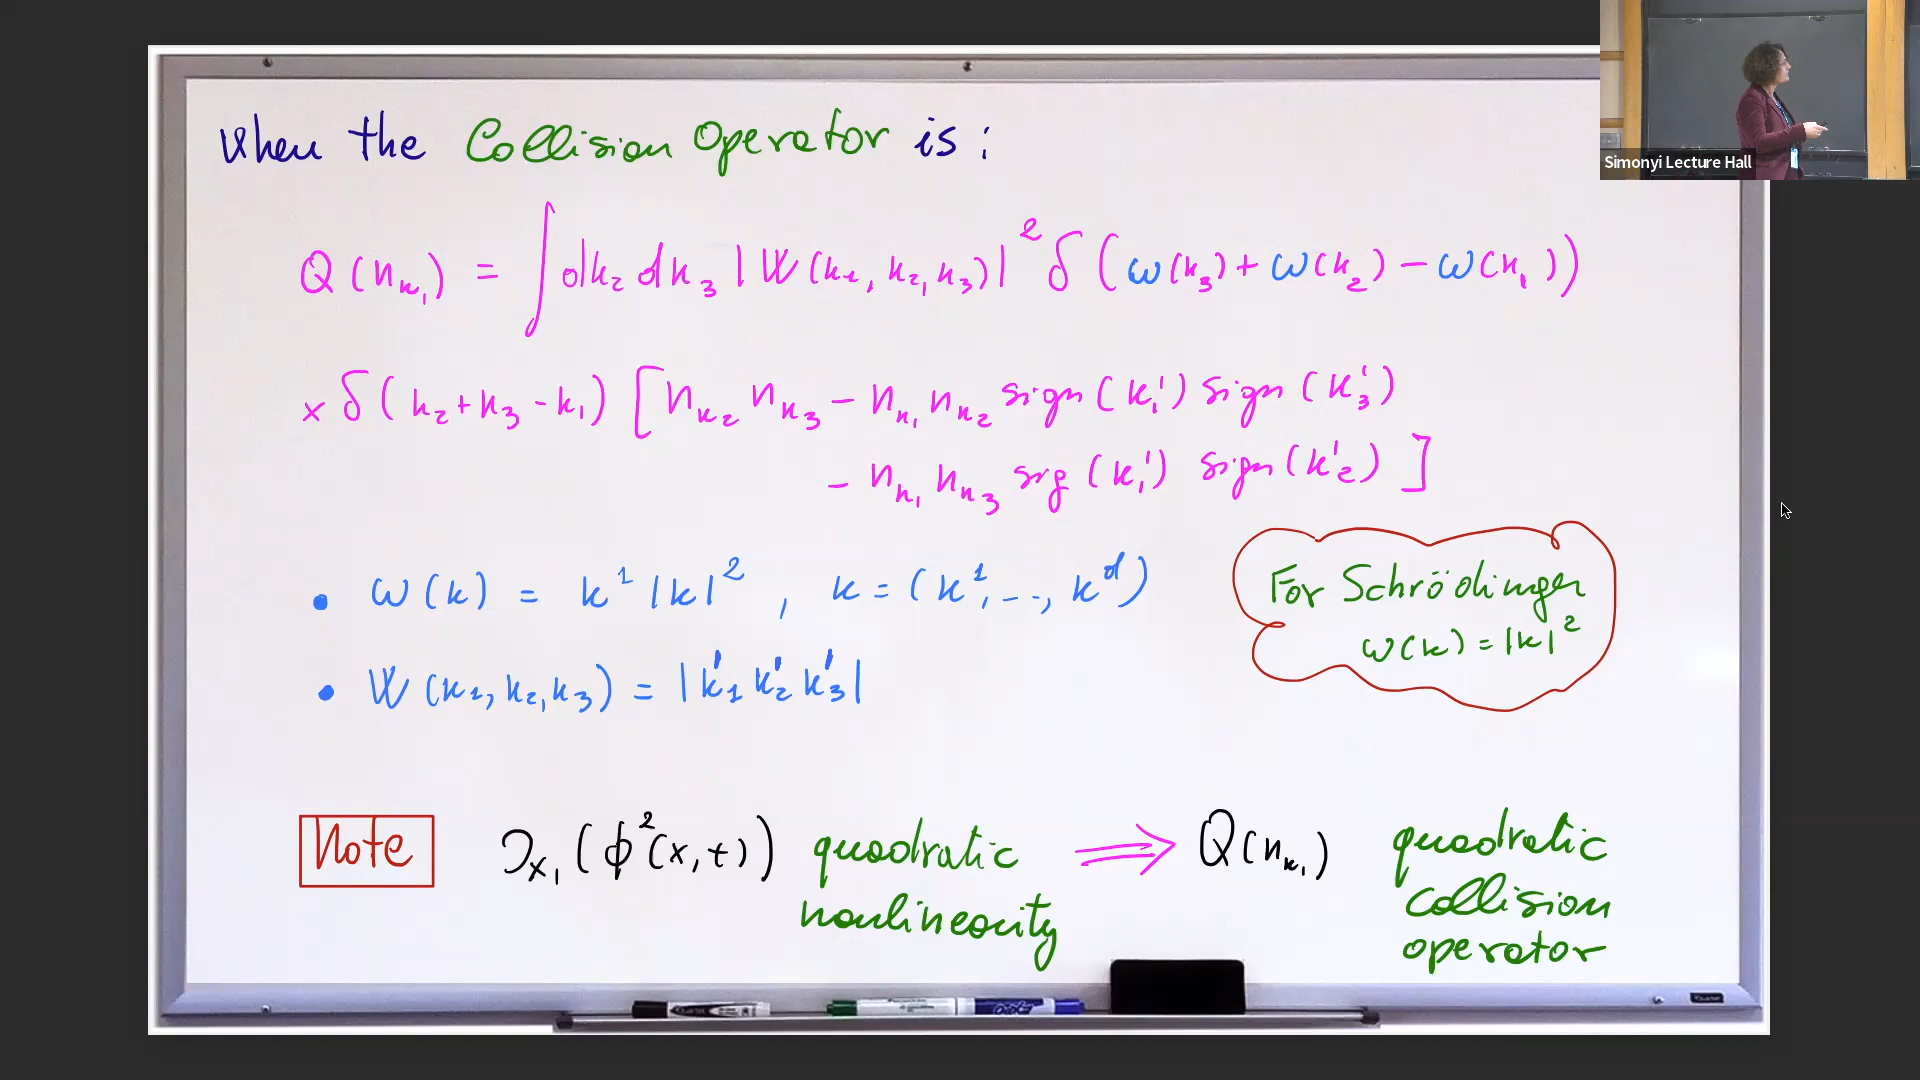 when the Collision Operator is:
Q(n_{k_1}) = ∫ dk_2 dk_3 |W(k_1, k_2, k_3)|^2 δ(ω(k_3) + ω(k_2) − ω(k_1))
× δ(k_2 + k_3 − k_1) [n_{k_2} n_{k_3} − n_{k_1} n_{k_2} sign(k_1^1) sign(k_3^1)
− n_{k_1} n_{k_3} sig(k_1^1) sign(k_2^1)]
• ω(k) = k^1 |k|^2, k = (k^1, --, k^d)
• W(k_1, k_2, k_3) = |k_1^1 k_2^1 k_3^1|
For Schrödinger
ω(k) = |k|^2
Note ∂_{x_1}(ϕ^2(x,t)) quadratic ⟹ Q(n_{k_1}) quadratic
nonlinearity collision
operator
Simonyi Lecture Hall